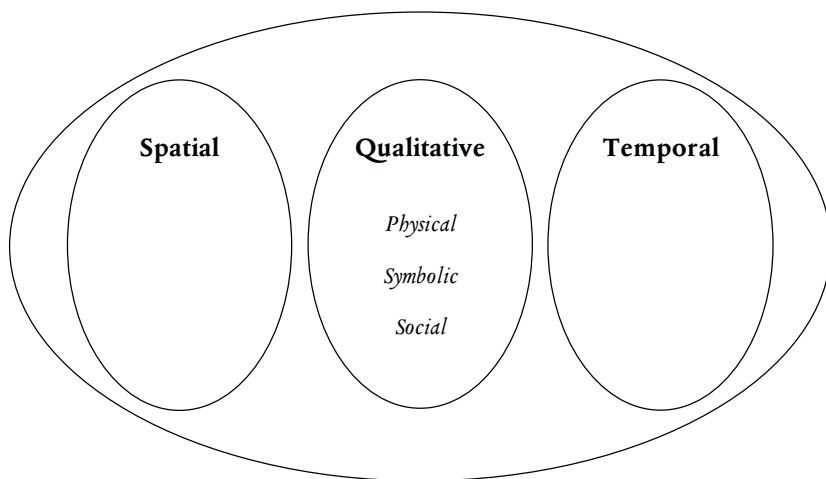 Spatial
Qualitative
Temporal
Physical
Symbolic
Social